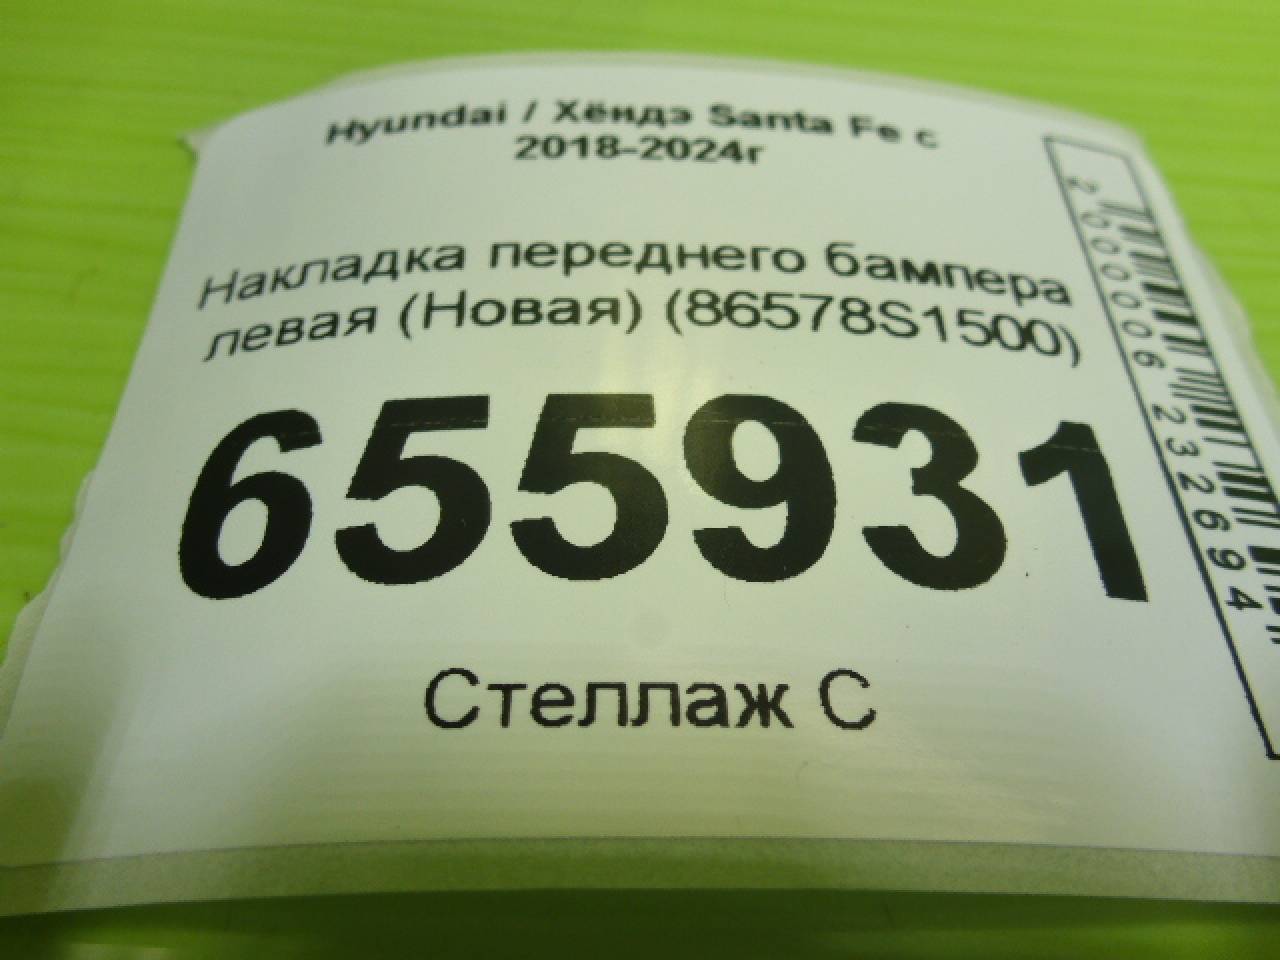 Hyundai / Хёндэ Santa Fe с
2018-2024г
Накладка переднего бампера
левая (Новая) (86578S1500)
655931
Стеллаж С
2000006232694